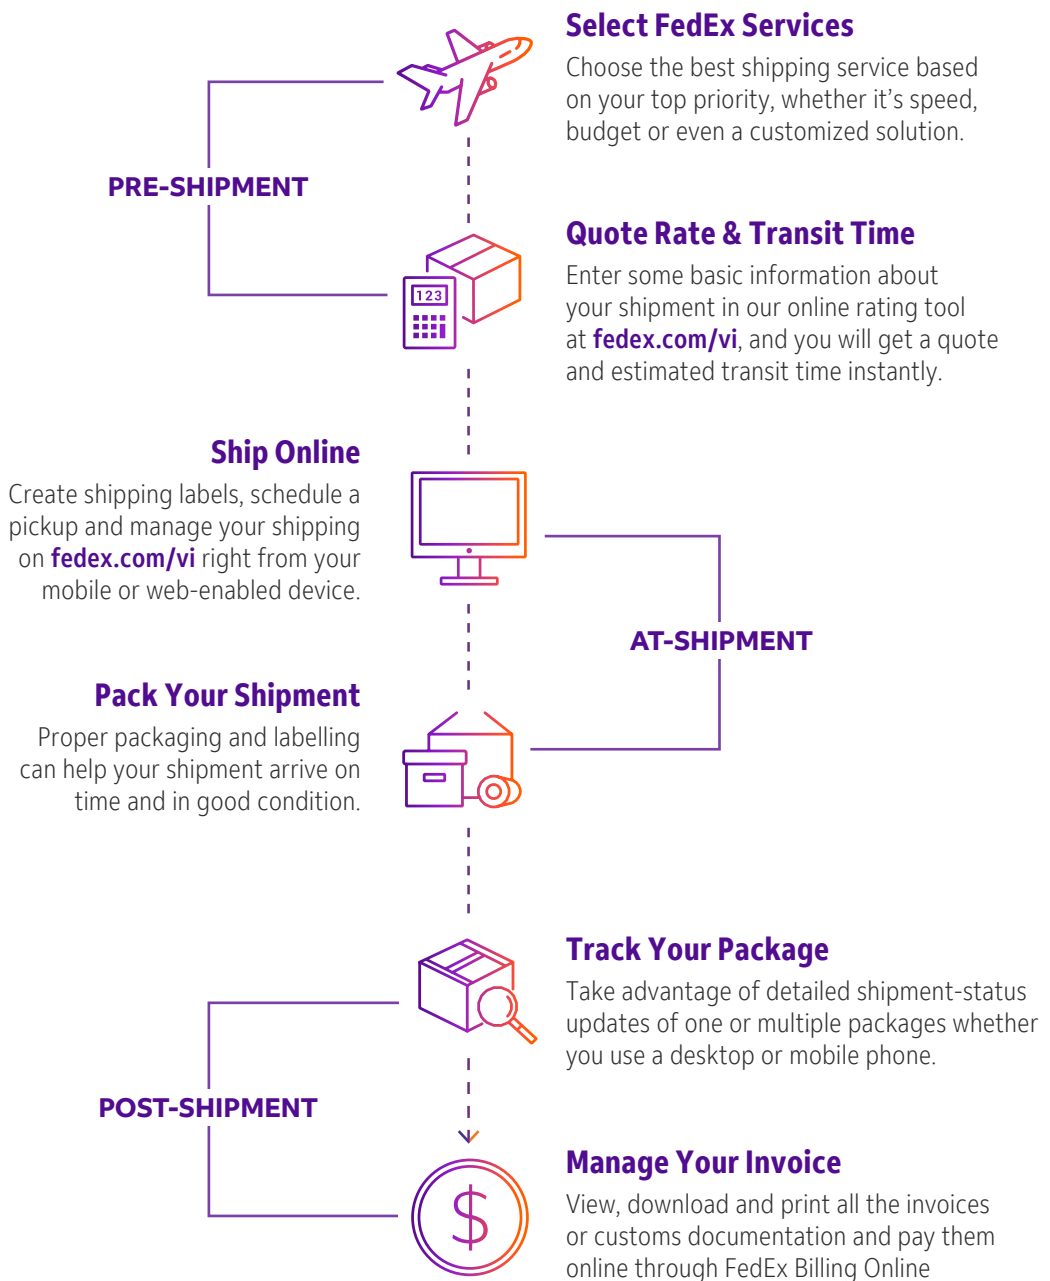 Select FedEx Services
Choose the best shipping service based
on your top priority, whether it’s speed,
budget or even a customized solution.
PRE-SHIPMENT
Quote Rate & Transit Time
Enter some basic information about
your shipment in our online rating tool
at fedex.com/vi, and you will get a quote
and estimated transit time instantly.
123
Ship Online
Create shipping labels, schedule a
pickup and manage your shipping
on fedex.com/vi right from your
mobile or web-enabled device.
AT-SHIPMENT
Pack Your Shipment
Proper packaging and labelling
can help your shipment arrive on
time and in good condition.
Track Your Package
Take advantage of detailed shipment-status
updates of one or multiple packages whether
you use a desktop or mobile phone.
POST-SHIPMENT
Manage Your Invoice
View, download and print all the invoices
or customs documentation and pay them
online through FedEx Billing Online
$